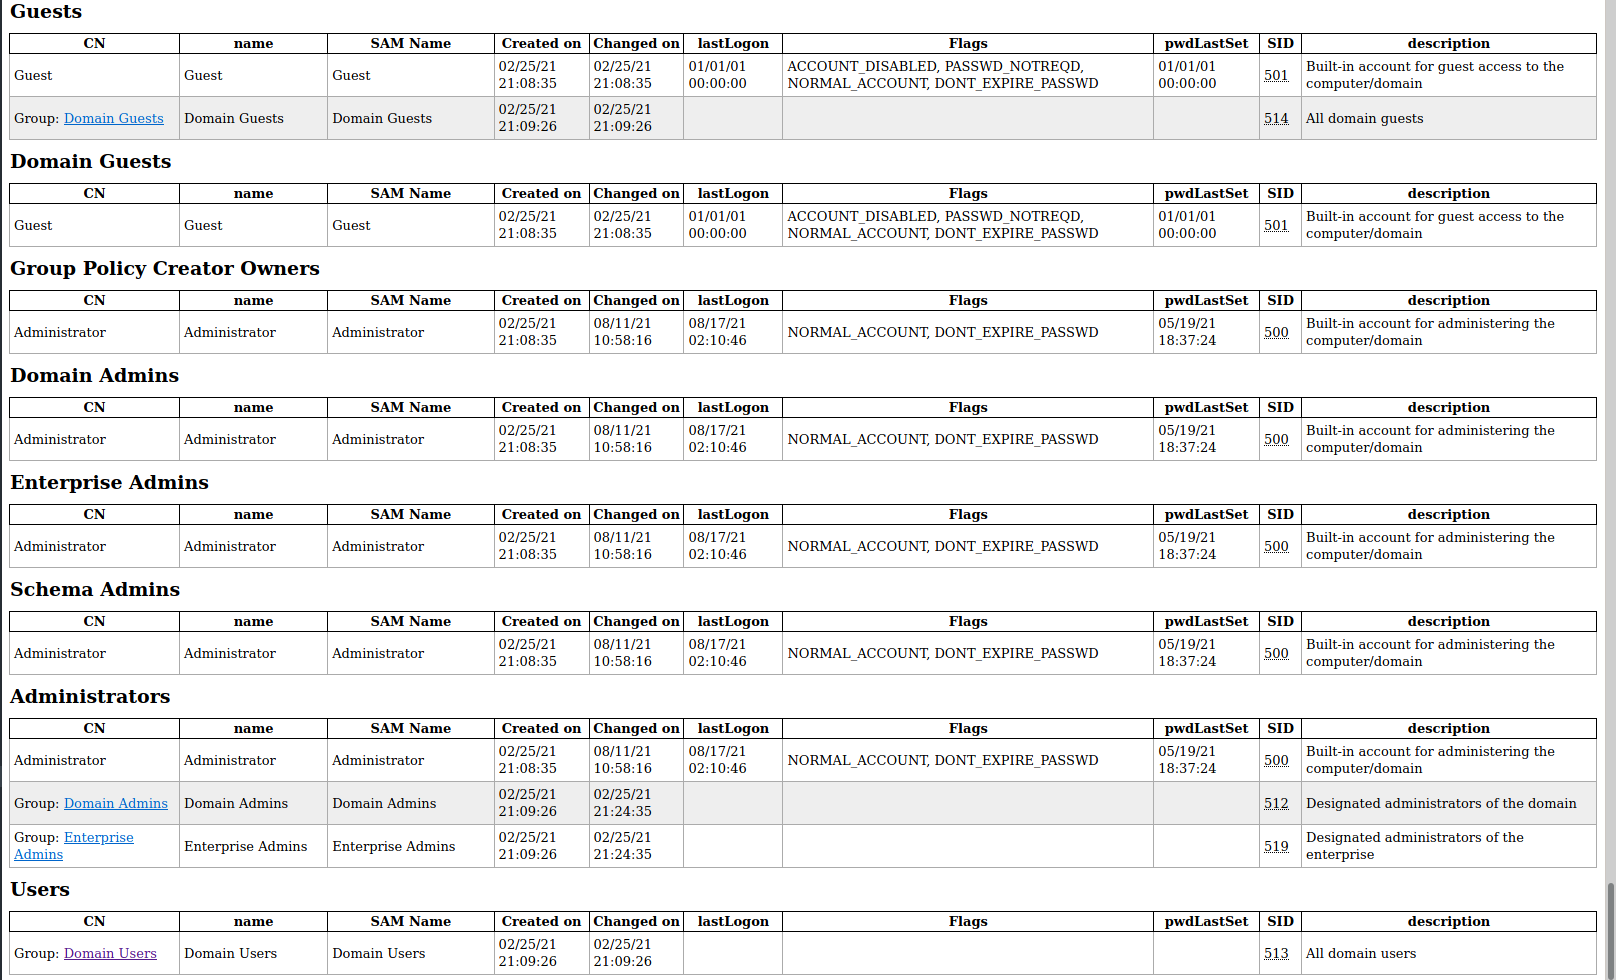 Guests
CN name SAM Name Created on Changed on lastLogon Flags pwdLastSet SID description
Guest Guest Guest 02/25/21 21:08:35 02/25/21 21:08:35 01/01/01 00:00:00 ACCOUNT_DISABLED, PASSWD_NOTREQD, NORMAL_ACCOUNT, DONT_EXPIRE_PASSWD 01/01/01 00:00:00 501 Built-in account for guest access to the computer/domain
Group: Domain Guests Domain Guests Domain Guests 02/25/21 21:09:26 02/25/21 21:09:26 514 All domain guests
Domain Guests
CN name SAM Name Created on Changed on lastLogon Flags pwdLastSet SID description
Guest Guest Guest 02/25/21 21:08:35 02/25/21 21:08:35 01/01/01 00:00:00 ACCOUNT_DISABLED, PASSWD_NOTREQD, NORMAL_ACCOUNT, DONT_EXPIRE_PASSWD 01/01/01 00:00:00 501 Built-in account for guest access to the computer/domain
Group Policy Creator Owners
CN name SAM Name Created on Changed on lastLogon Flags pwdLastSet SID description
Administrator Administrator Administrator 02/25/21 21:08:35 08/11/21 10:58:16 08/17/21 02:10:46 NORMAL_ACCOUNT, DONT_EXPIRE_PASSWD 05/19/21 18:37:24 500 Built-in account for administering the computer/domain
Domain Admins
CN name SAM Name Created on Changed on lastLogon Flags pwdLastSet SID description
Administrator Administrator Administrator 02/25/21 21:08:35 08/11/21 10:58:16 08/17/21 02:10:46 NORMAL_ACCOUNT, DONT_EXPIRE_PASSWD 05/19/21 18:37:24 500 Built-in account for administering the computer/domain
Enterprise Admins
CN name SAM Name Created on Changed on lastLogon Flags pwdLastSet SID description
Administrator Administrator Administrator 02/25/21 21:08:35 08/11/21 10:58:16 08/17/21 02:10:46 NORMAL_ACCOUNT, DONT_EXPIRE_PASSWD 05/19/21 18:37:24 500 Built-in account for administering the computer/domain
Schema Admins
CN name SAM Name Created on Changed on lastLogon Flags pwdLastSet SID description
Administrator Administrator Administrator 02/25/21 21:08:35 08/11/21 10:58:16 08/17/21 02:10:46 NORMAL_ACCOUNT, DONT_EXPIRE_PASSWD 05/19/21 18:37:24 500 Built-in account for administering the computer/domain
Administrators
CN name SAM Name Created on Changed on lastLogon Flags pwdLastSet SID description
Administrator Administrator Administrator 02/25/21 21:08:35 08/11/21 10:58:16 08/17/21 02:10:46 NORMAL_ACCOUNT, DONT_EXPIRE_PASSWD 05/19/21 18:37:24 500 Built-in account for administering the computer/domain
Group: Domain Admins Domain Admins Domain Admins 02/25/21 21:09:26 02/25/21 21:24:35 512 Designated administrators of the domain
Group: Enterprise Admins Enterprise Admins Enterprise Admins 02/25/21 21:09:26 02/25/21 21:24:35 519 Designated administrators of the enterprise
Users
CN name SAM Name Created on Changed on lastLogon Flags pwdLastSet SID description
Group: Domain Users Domain Users Domain Users 02/25/21 21:09:26 02/25/21 21:09:26 513 All domain users